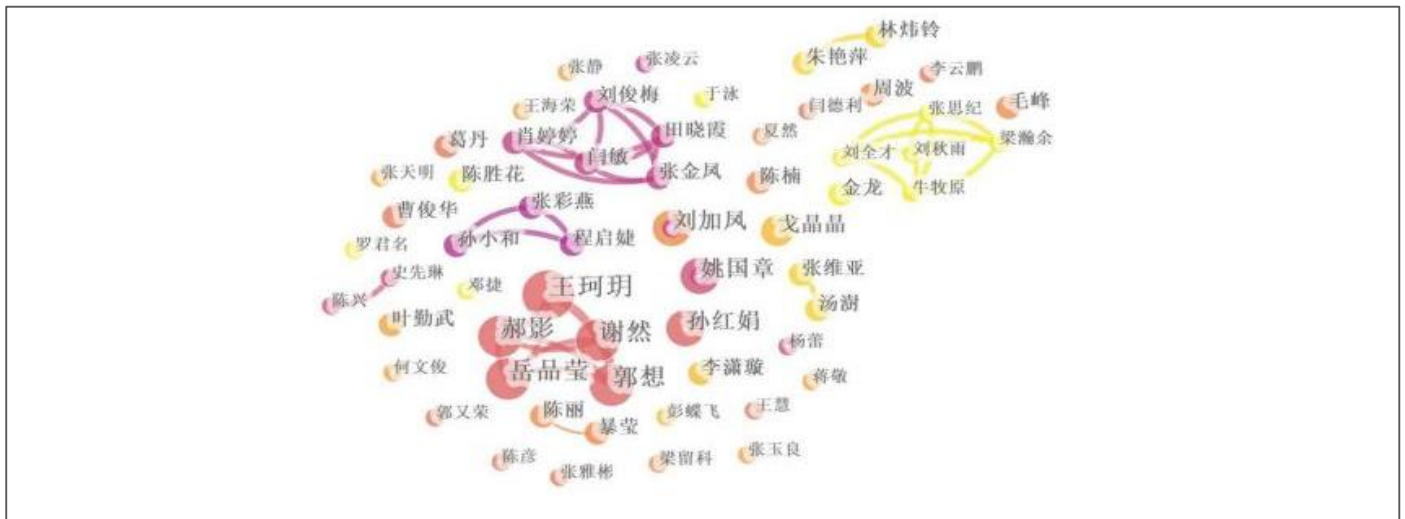 林炜铃
朱艳萍
张凌云
张静
李云鹏
刘俊梅
于泳
周波
毛峰
王海荣
闫德利
张思纪
田晓霞
夏然
葛丹
肖婷婷
梁瀚余
闫敏
刘全才
刘秋雨
张天明
陈胜花
张金凤
陈楠
金龙
牛牧原
张彩燕
曹俊华
刘加凤
戈晶晶
罗君名
孙小和
程启婕
史先琳
姚国章
张维亚
邓捷
王珂玥
陈兴
汤澍
叶勤武
郝影
谢然
孙红娟
杨蕾
何文俊
岳品莹
郭想
李潇璇
蒋敬
郭又荣
陈丽
彭蝶飞
王慧
暴莹
陈彦
张雅彬
梁留科
张玉良